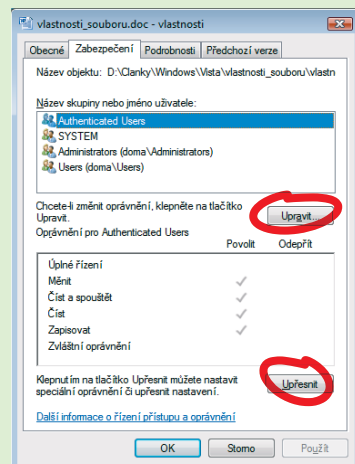 vlastnosti_souboru.doc - vlastnosti
Obecné Zabezpečení Podrobnosti Předchozí verze
Název objektu: D:\Clanky\Windows\Vista\vlastnosti_souboru\vlastn
Název skupiny nebo jméno uživatele:
Authenticated Users
SYSTEM
Administrators (doma\Administrators)
Users (doma\Users)
Chcete-li změnit oprávnění, klepněte na tlačítko
Upravit.
Upravit...
Oprávnění pro Authenticated Users
Povolit Odepřít
Úplné řízení
Měnit
Číst a spouštět
Číst
Zapisovat
Zvláštní oprávnění
Klepnutím na tlačítko Upřesnit můžete nastavit
speciální oprávnění či upřesnit nastavení.
Upřesnit
Další informace o řízení přístupu a oprávnění
OK Storno Použít